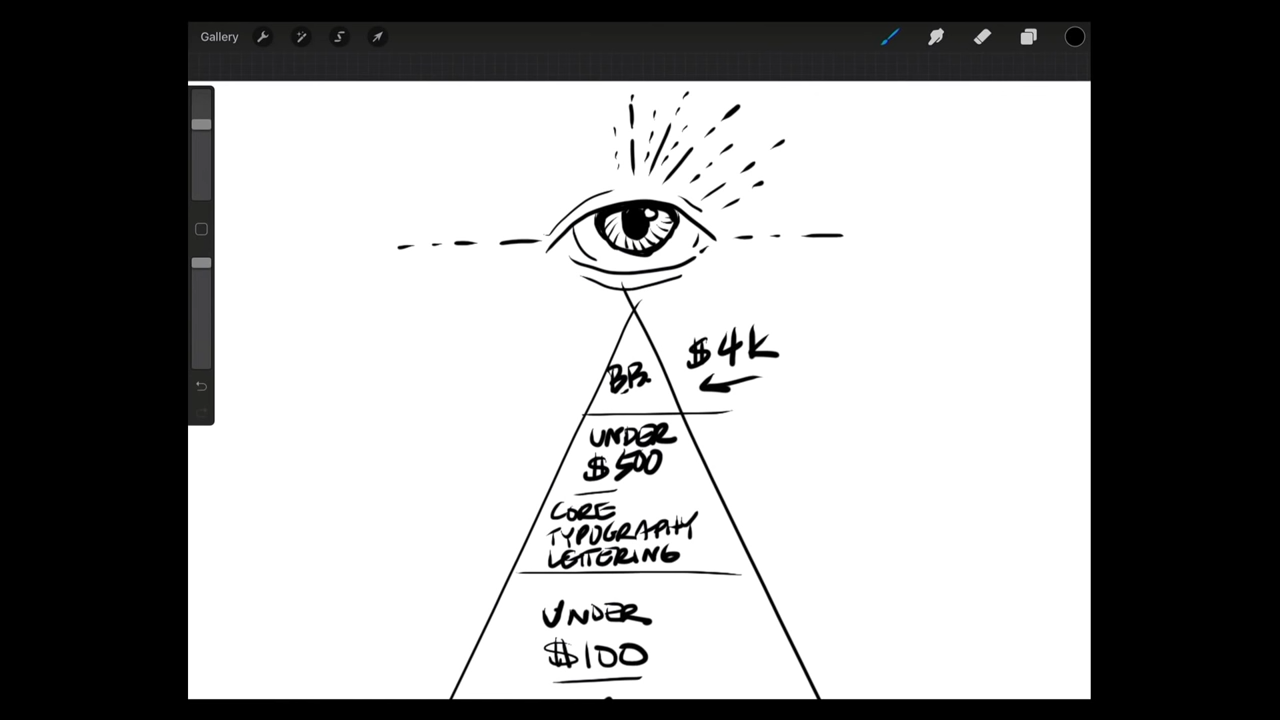 Gallery
$4K
BB.
UNDER
$500
CORE
TYPOGRAPHY
LETTERING
UNDER
$100